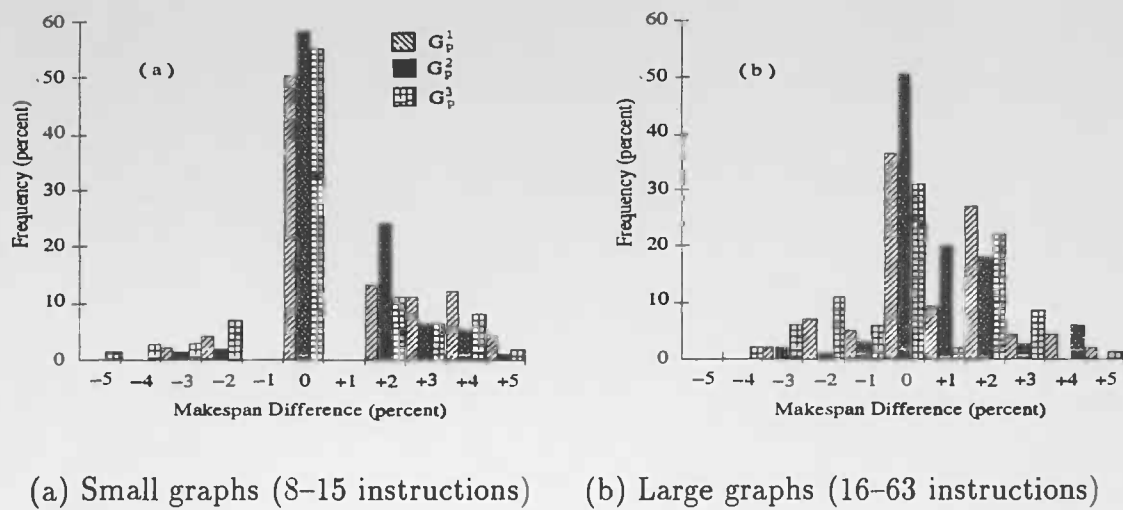 60
50
40
30
20
10
0
Frequency (percent)
(a)
G_p^1
G_p^2
G_p^3
−5 −4 −3 −2 −1 0 +1 +2 +3 +4 +5
Makespan Difference (percent)
60
50
40
30
20
10
0
Frequency (percent)
(b)
−5 −4 −3 −2 −1 0 +1 +2 +3 +4 +5
Makespan Difference (percent)
(a) Small graphs (8–15 instructions)
(b) Large graphs (16–63 instructions)